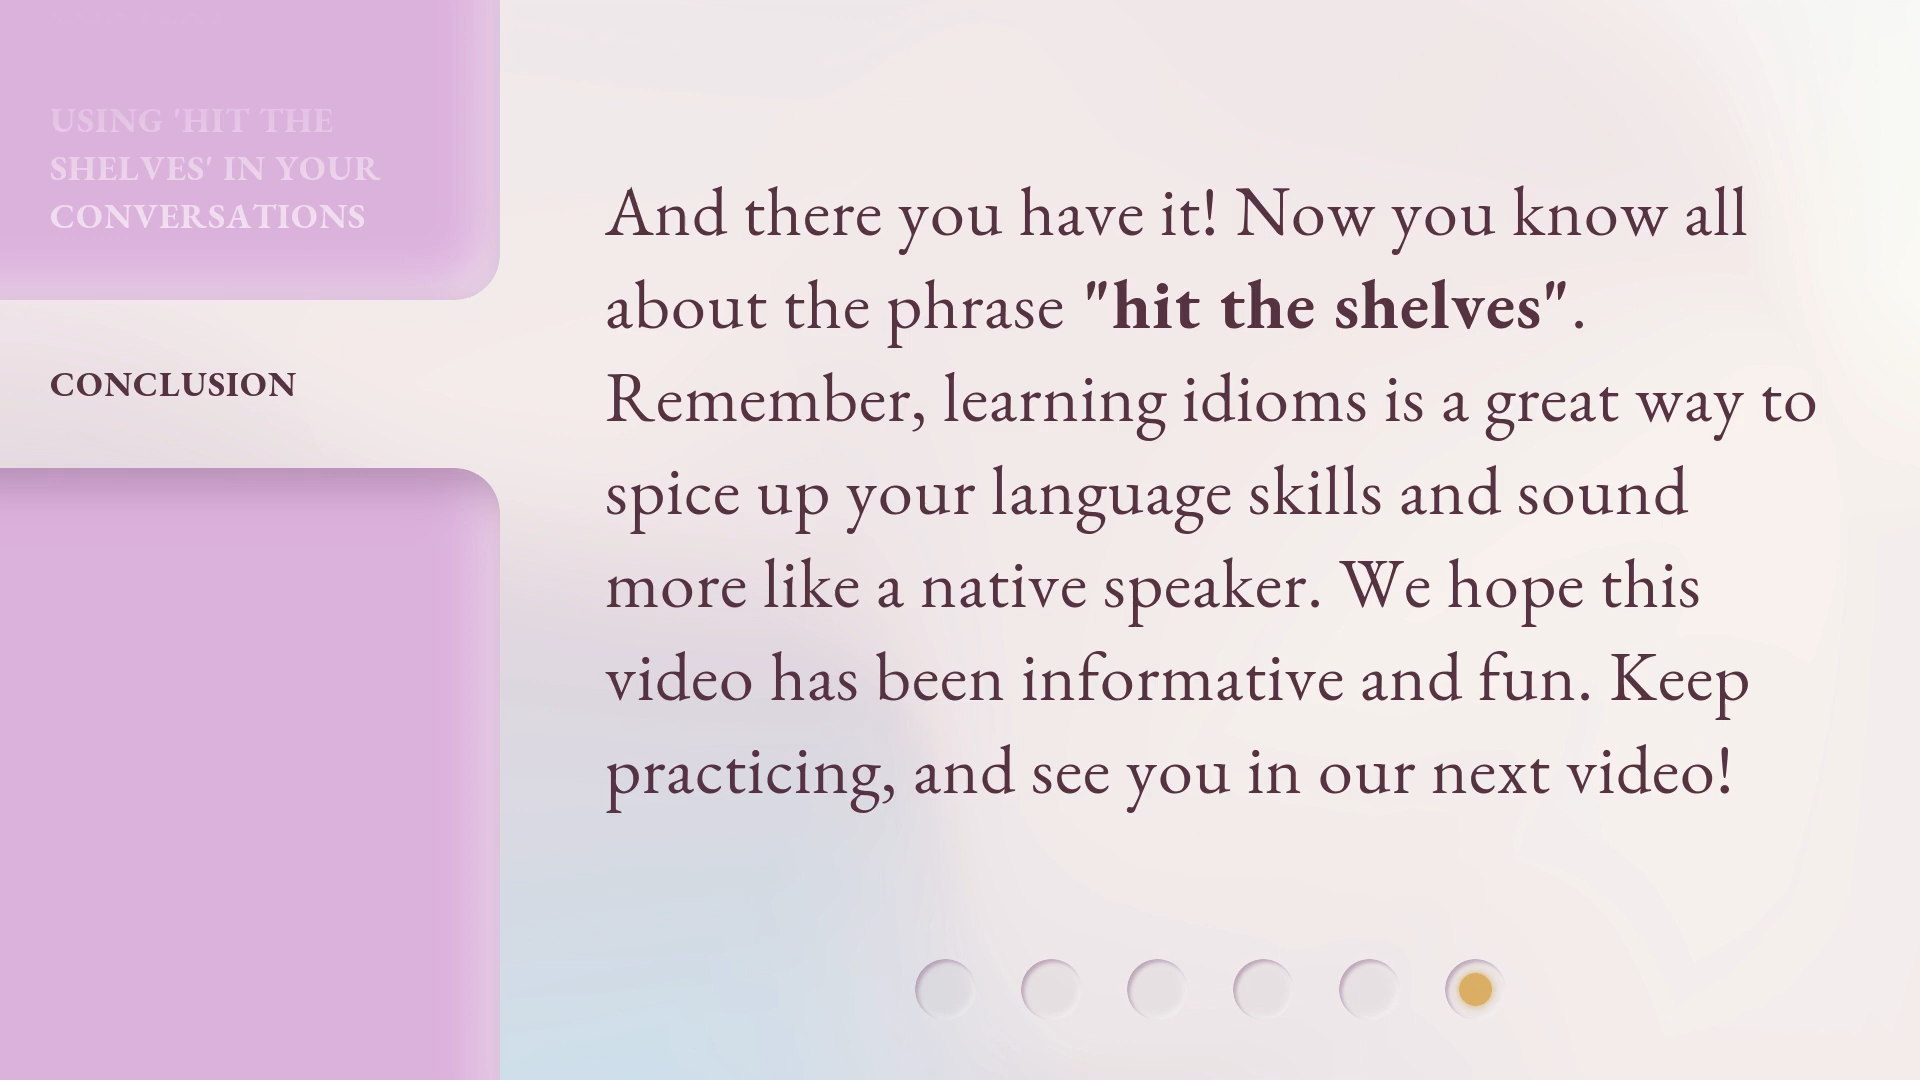 USING 'HIT THE
SHELVES' IN YOUR
CONVERSATIONS
CONCLUSION
And there you have it! Now you know all
about the phrase "hit the shelves".
Remember, learning idioms is a great way to
spice up your language skills and sound
more like a native speaker. We hope this
video has been informative and fun. Keep
practicing, and see you in our next video!